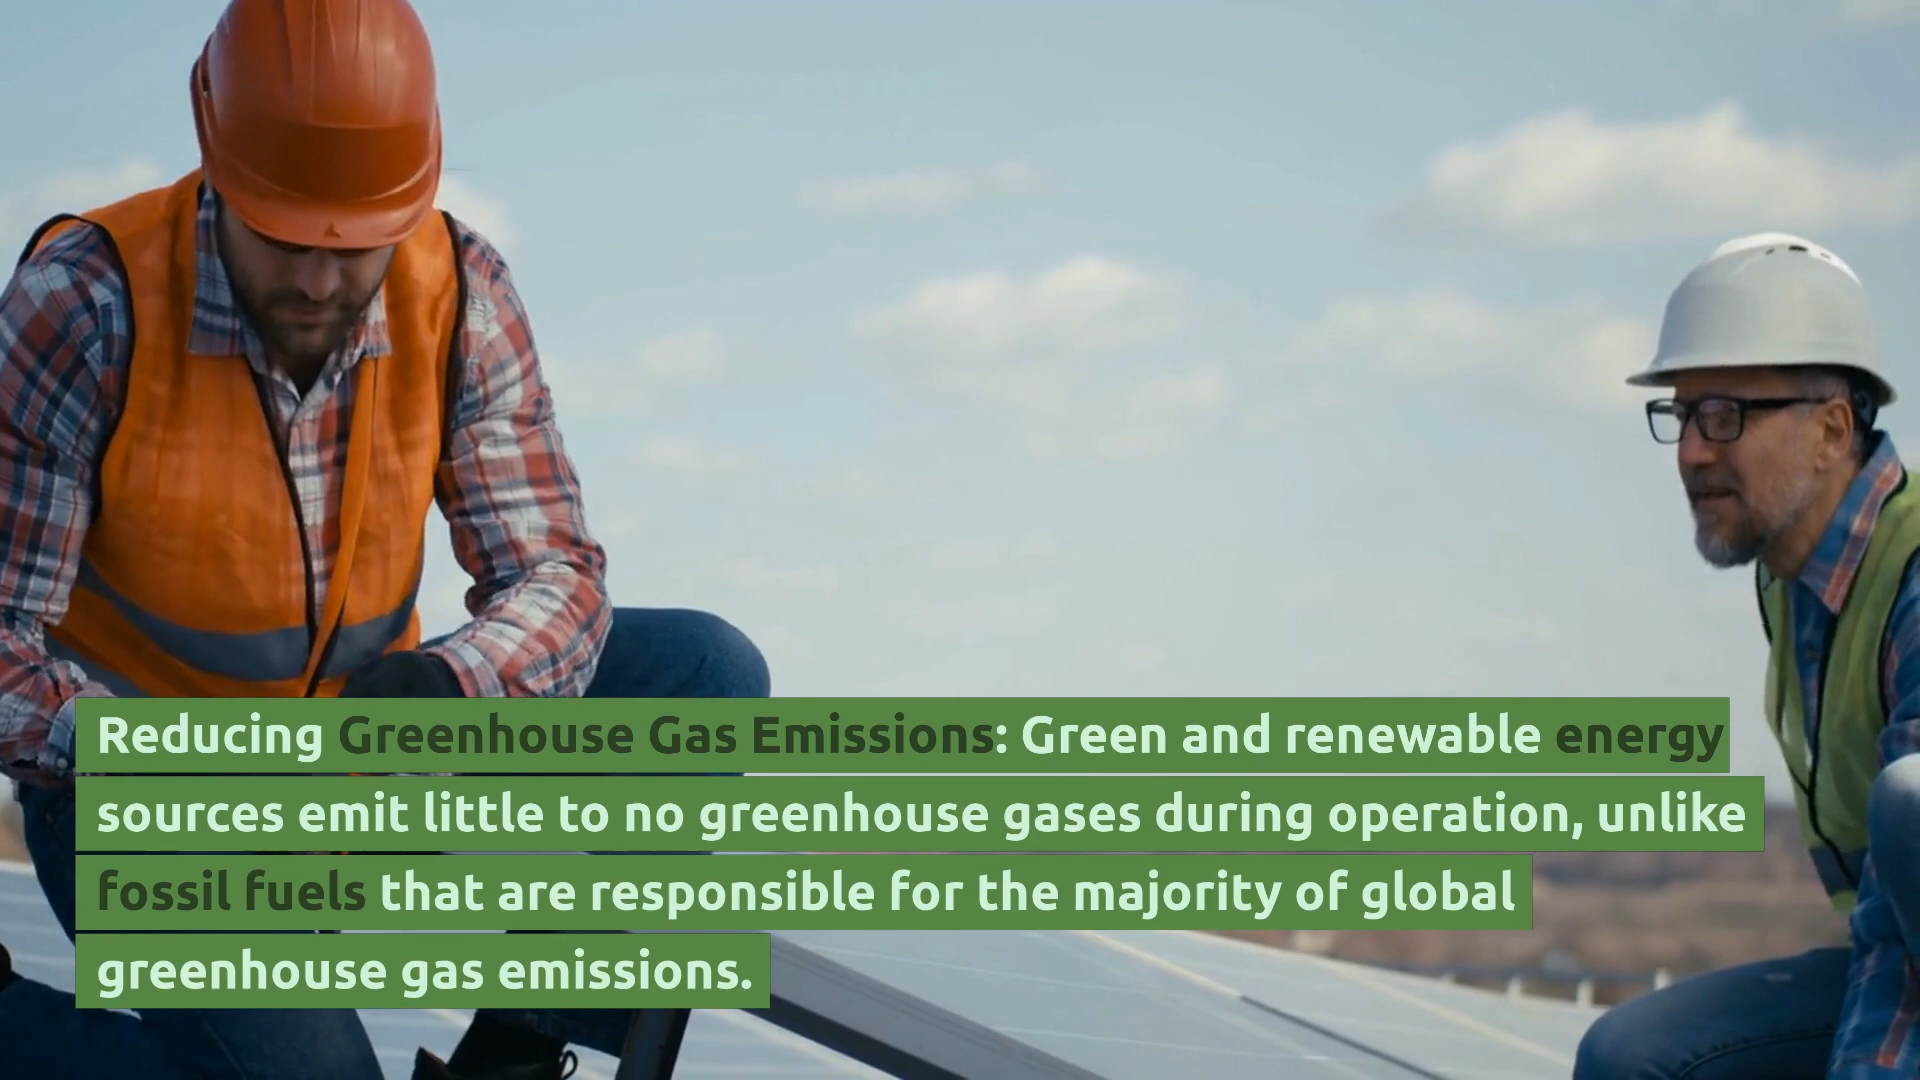 Reducing Greenhouse Gas Emissions: Green and renewable energy
sources emit little to no greenhouse gases during operation, unlike
fossil fuels that are responsible for the majority of global
greenhouse gas emissions.